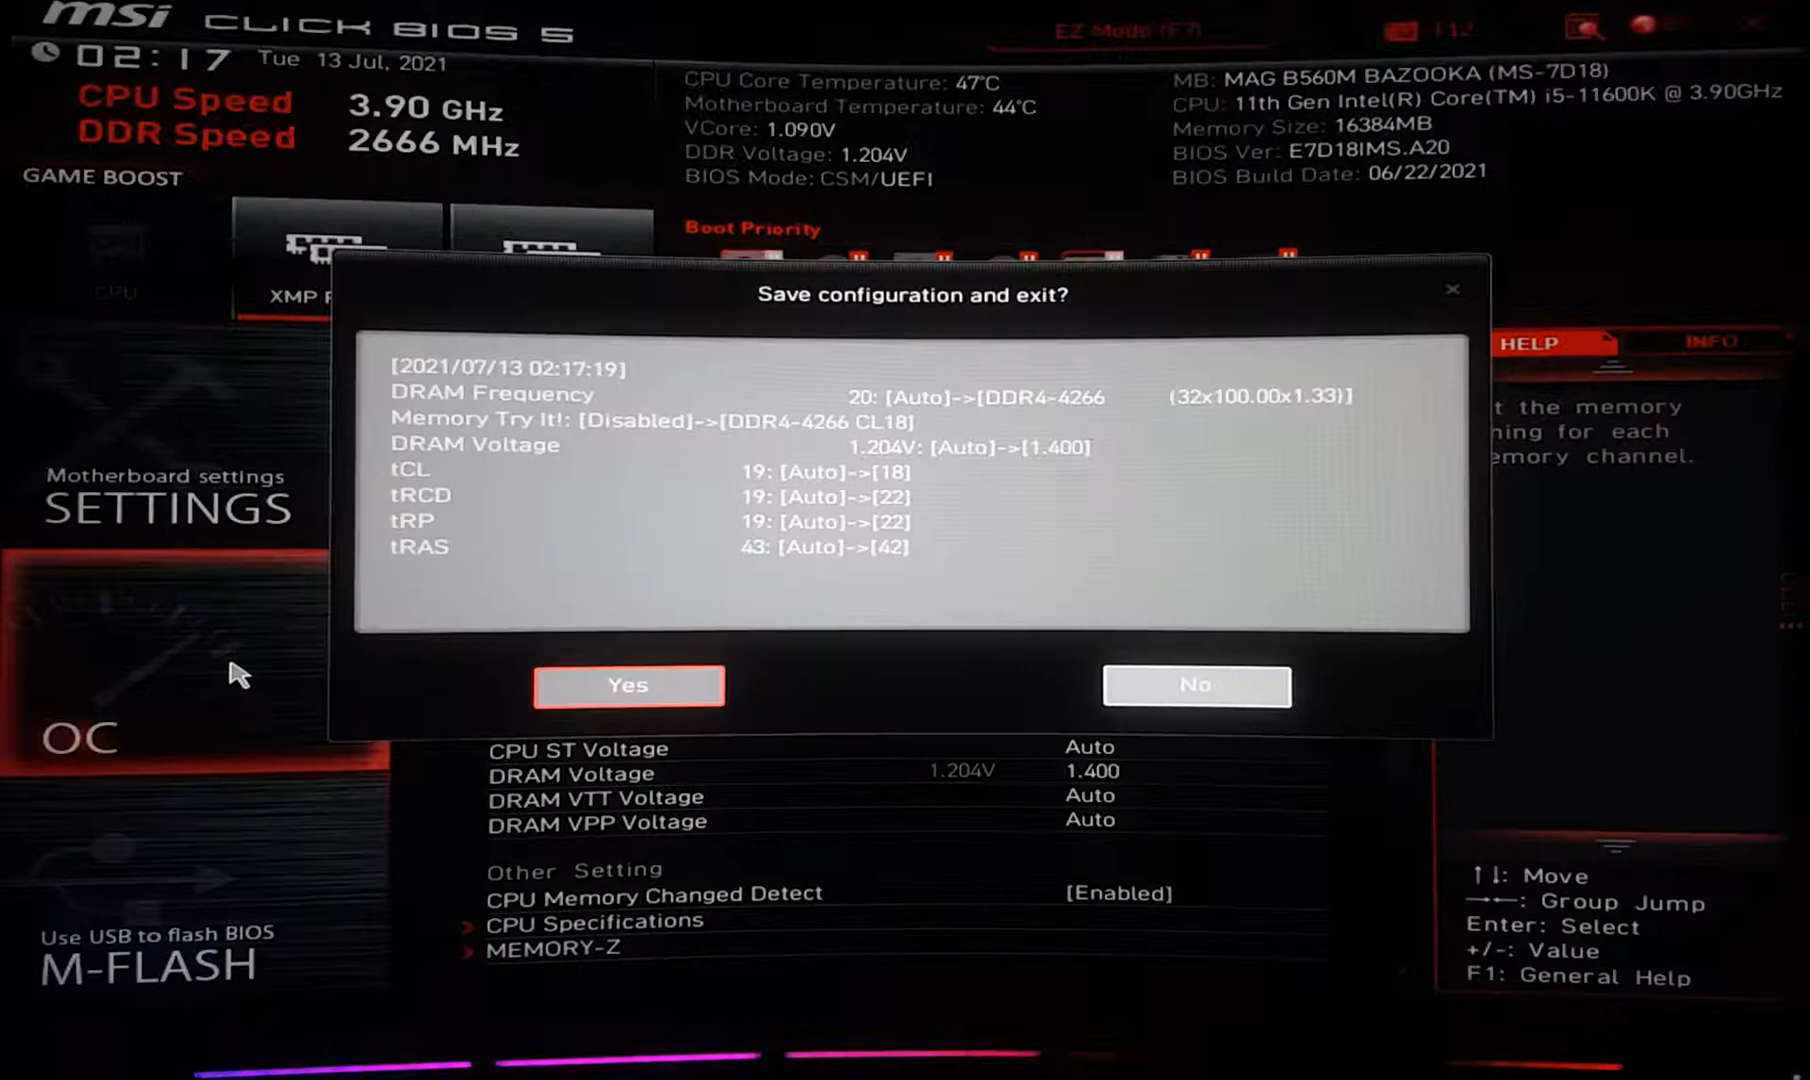 msi CLICK BIOS 5
EZ Mode (F7)
F12
02:17 Tue 13 Jul, 2021
CPU Speed 3.90 GHz
DDR Speed 2666 MHz
CPU Core Temperature: 47°C
Motherboard Temperature: 44°C
VCore: 1.090V
DDR Voltage: 1.204V
BIOS Mode: CSM/UEFI
MB: MAG B560M BAZOOKA (MS-7D18)
CPU: 11th Gen Intel(R) Core(TM) i5-11600K @ 3.90GHz
Memory Size: 16384MB
BIOS Ver: E7D18IMS.A20
BIOS Build Date: 06/22/2021
GAME BOOST
Boot Priority
CPU
XMP
Save configuration and exit?
[2021/07/13 02:17:19]
DRAM Frequency 20: [Auto]->[DDR4-4266 (32x100.00x1.33)]
Memory Try It!: [Disabled]->[DDR4-4266 CL18]
DRAM Voltage 1.204V: [Auto]->[1.400]
tCL 19: [Auto]->[18]
tRCD 19: [Auto]->[22]
tRP 19: [Auto]->[22]
tRAS 43: [Auto]->[42]
Yes
No
Motherboard settings
SETTINGS
OC
Use USB to flash BIOS
M-FLASH
CPU ST Voltage Auto
DRAM Voltage 1.204V 1.400
DRAM VTT Voltage Auto
DRAM VPP Voltage Auto
Other Setting
CPU Memory Changed Detect [Enabled]
> CPU Specifications
> MEMORY-Z
HELP
INFO
t the memory
ning for each
emory channel.
↑↓: Move
→←: Group Jump
Enter: Select
+/-: Value
F1: General Help